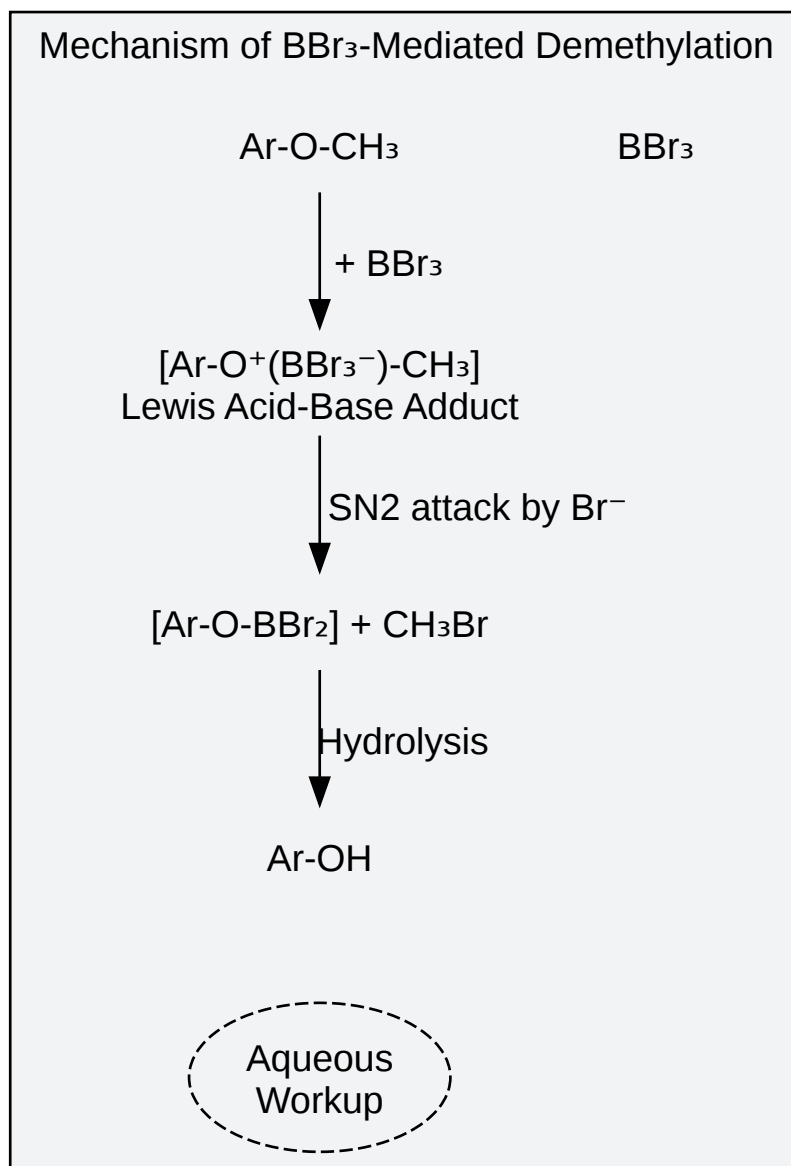 Mechanism of BBr₃-Mediated Demethylation
Ar-O-CH₃
BBr₃
+ BBr₃
[Ar-O⁺(BBr₃⁻)-CH₃]
Lewis Acid-Base Adduct
SN2 attack by Br⁻
[Ar-O-BBr₂] + CH₃Br
Hydrolysis
Ar-OH
Aqueous
Workup